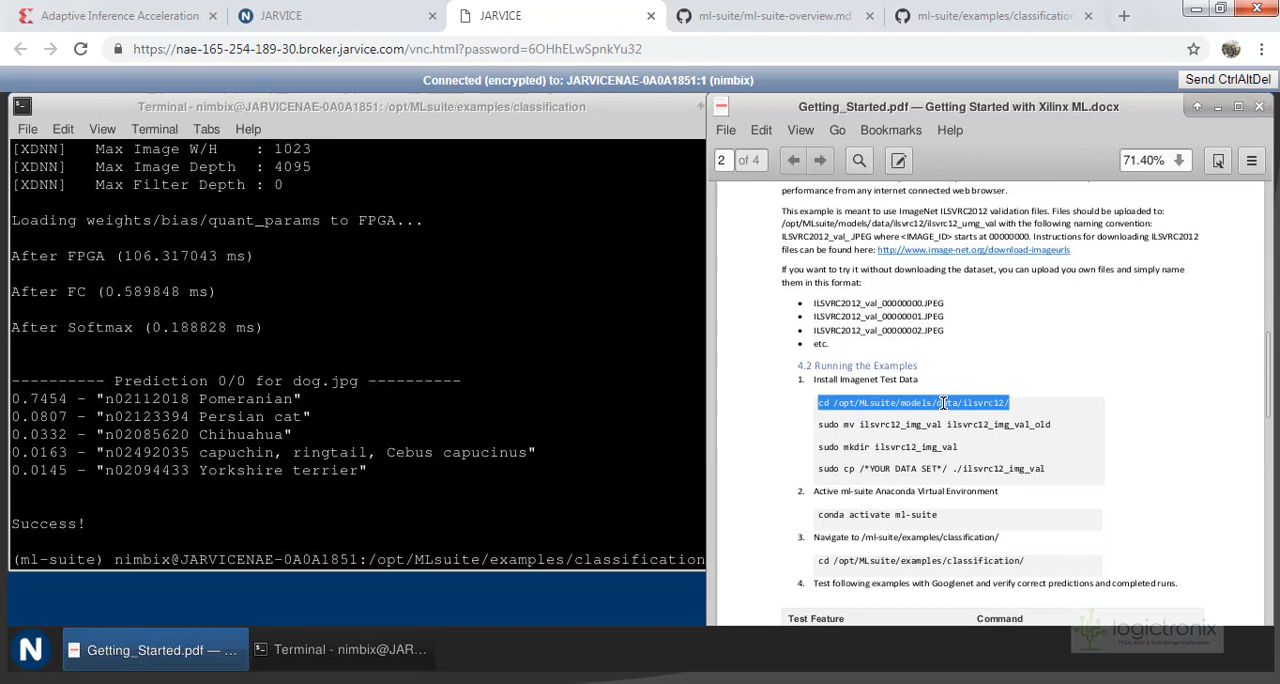 Adaptive Inference Acceleration
JARVICE
JARVICE
ml-suite/ml-suite-overview.md
ml-suite/examples/classification
https://nae-165-254-189-30.broker.jarvice.com/vnc.html?password=6OHhELwSpnkYu32
Connected (encrypted) to: JARVICENAE-0A0A1851:1 (nimbix)
Send CtrlAltDel
Terminal - nimbix@JARVICENAE-0A0A1851: /opt/MLsuite/examples/classification
File Edit View Terminal Tabs Help
[XDNN] Max Image W/H : 1023
[XDNN] Max Image Depth : 4095
[XDNN] Max Filter Depth : 0
Loading weights/bias/quant_params to FPGA...
After FPGA (106.317043 ms)
After FC (0.589848 ms)
After Softmax (0.188828 ms)
---------- Prediction 0/0 for dog.jpg ----------
0.7454 - "n02112018 Pomeranian"
0.0807 - "n02123394 Persian cat"
0.0332 - "n02085620 Chihuahua"
0.0163 - "n02492035 capuchin, ringtail, Cebus capucinus"
0.0145 - "n02094433 Yorkshire terrier"
Success!
(ml-suite) nimbix@JARVICENAE-0A0A1851:/opt/MLsuite/examples/classification
Getting_Started.pdf — Getting Started with Xilinx ML.docx
File Edit View Go Bookmarks Help
2 of 4
71.40%
performance from any internet connected web browser.
This example is meant to use ImageNet ILSVRC2012 validation files. Files should be uploaded to:
/opt/MLsuite/models/data/ilsvrc12/ilsvrc12_umg_val with the following naming convention:
ILSVRC2012_val_.JPEG where <IMAGE_ID> starts at 00000000. Instructions for downloading ILSVRC2012
files can be found here: http://www.image-net.org/download-imageurls
If you want to try it without downloading the dataset, you can upload you own files and simply name
them in this format:
• ILSVRC2012_val_00000000.JPEG
• ILSVRC2012_val_00000001.JPEG
• ILSVRC2012_val_00000002.JPEG
• etc.
4.2 Running the Examples
1. Install Imagenet Test Data
cd /opt/MLsuite/models/data/ilsvrc12/
sudo mv ilsvrc12_img_val ilsvrc12_img_val_old
sudo mkdir ilsvrc12_img_val
sudo cp /*YOUR DATA SET*/ ./ilsvrc12_img_val
2. Active ml-suite Anaconda Virtual Environment
conda activate ml-suite
3. Navigate to /ml-suite/examples/classification/
cd /opt/MLsuite/examples/classification/
4. Test following examples with Googlenet and verify correct predictions and completed runs.
Test Feature Command
logictronix
N
Getting_Started.pdf — ...
Terminal - nimbix@JAR...